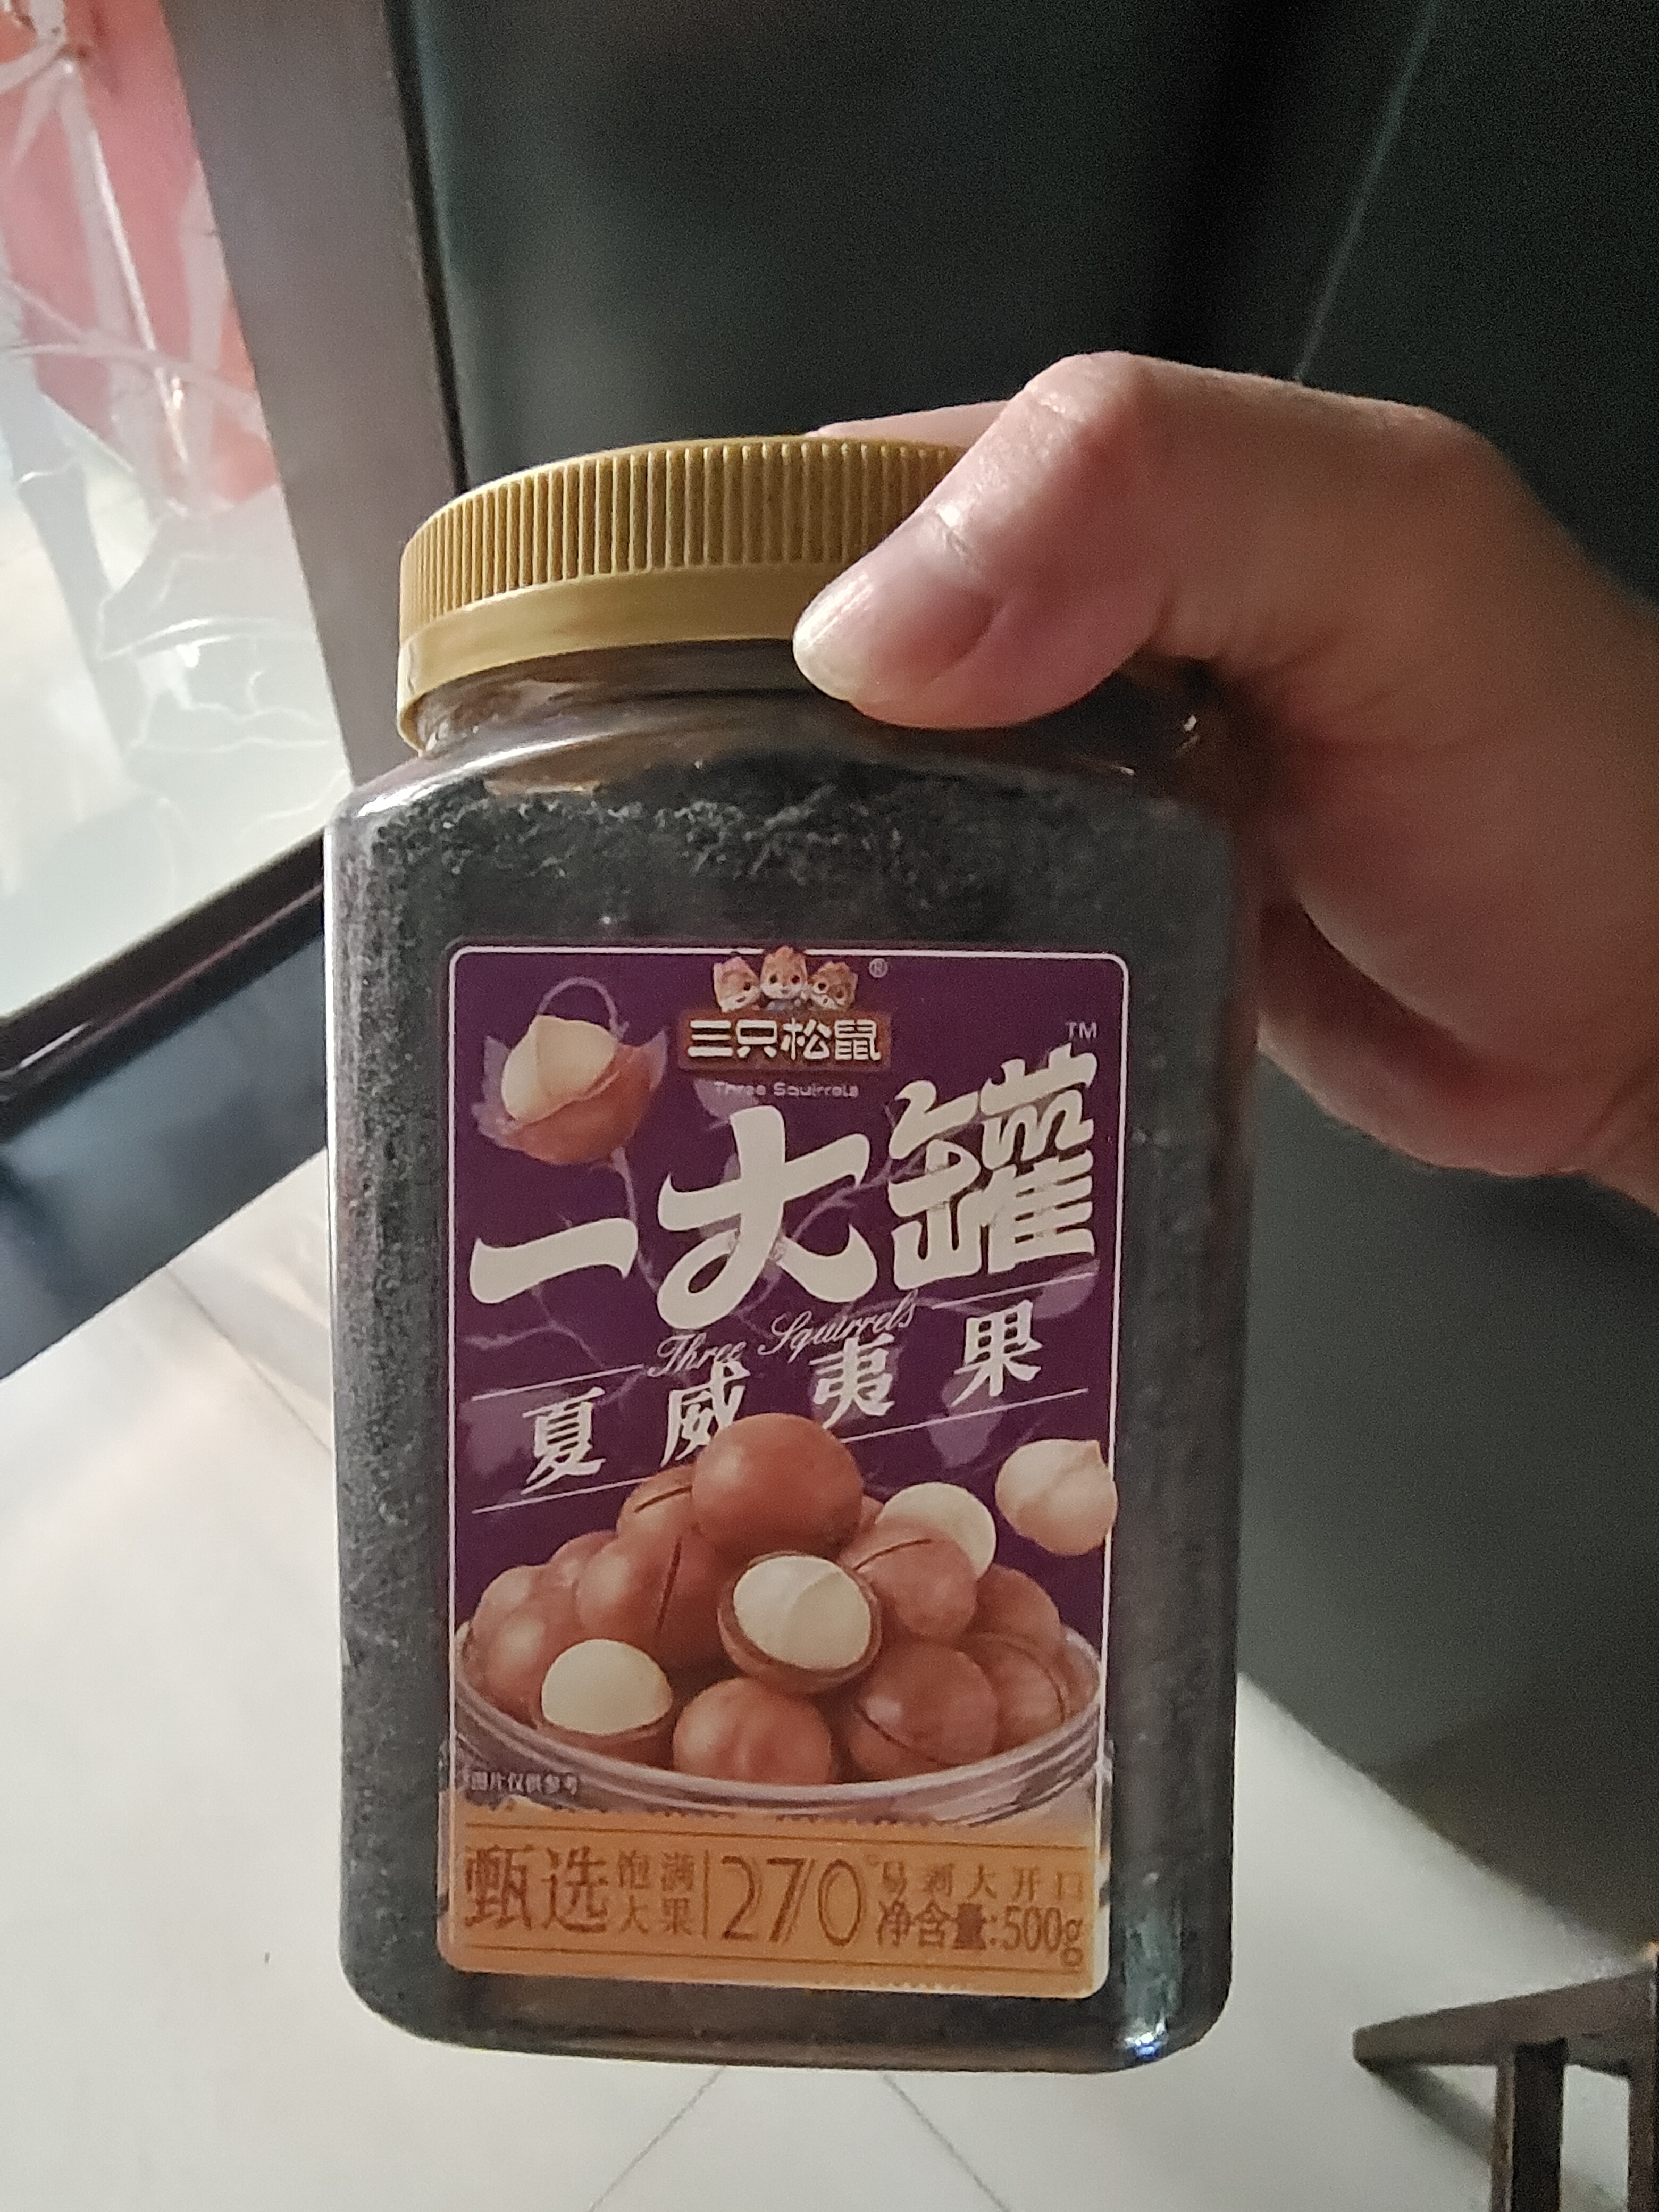 ®
三只松鼠
Three Squirrels
TM
一大罐
Three Squirrels
夏威夷果
*图片仅供参考
甄选 饱满大果 270° 易剥大开口
净含量:500g